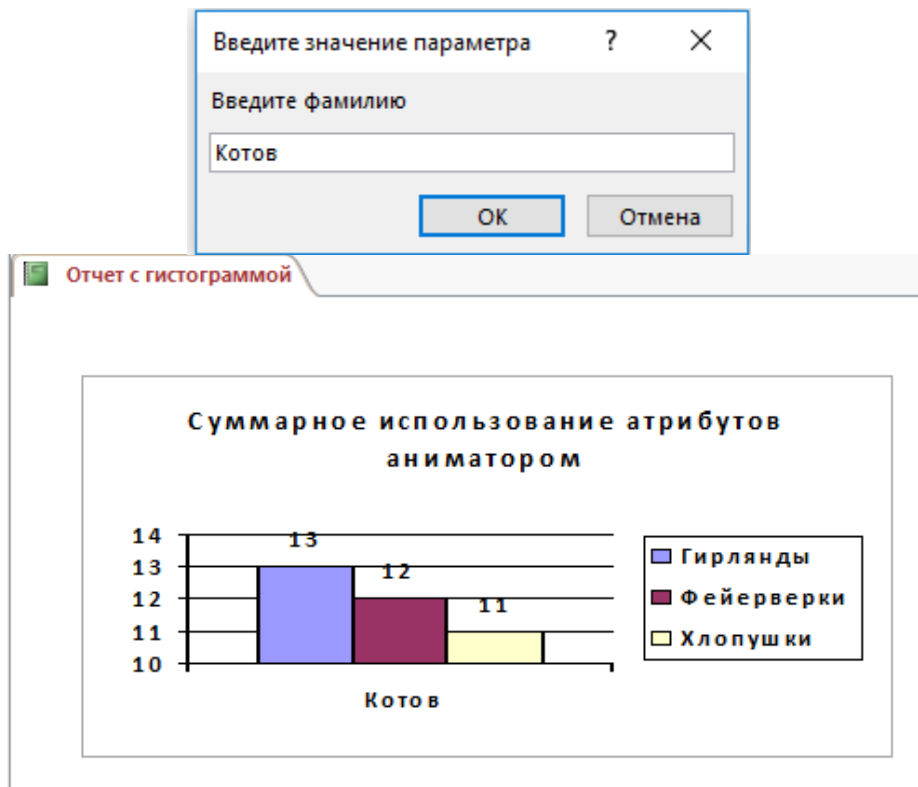 Введите значение параметра ? ×
Введите фамилию
Котов
ОК Отмена
Отчет с гистограммой
Суммарное использование атрибутов
аниматором
14
13
12
11
10
13
12
11
Котов
Гирлянды
Фейерверки
Хлопушки